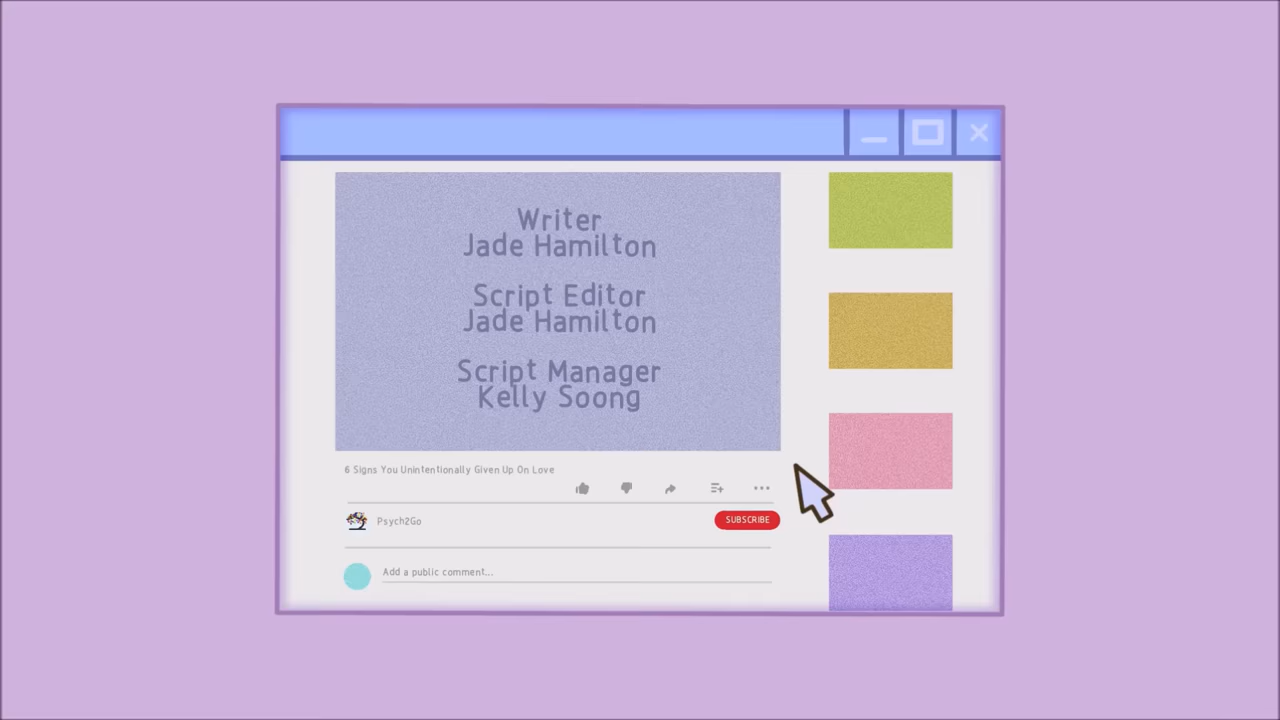 Writer
Jade Hamilton
Script Editor
Jade Hamilton
Script Manager
Kelly Soong
6 Signs You Unintentionally Given Up On Love
Psych2Go
SUBSCRIBE
Add a public comment...